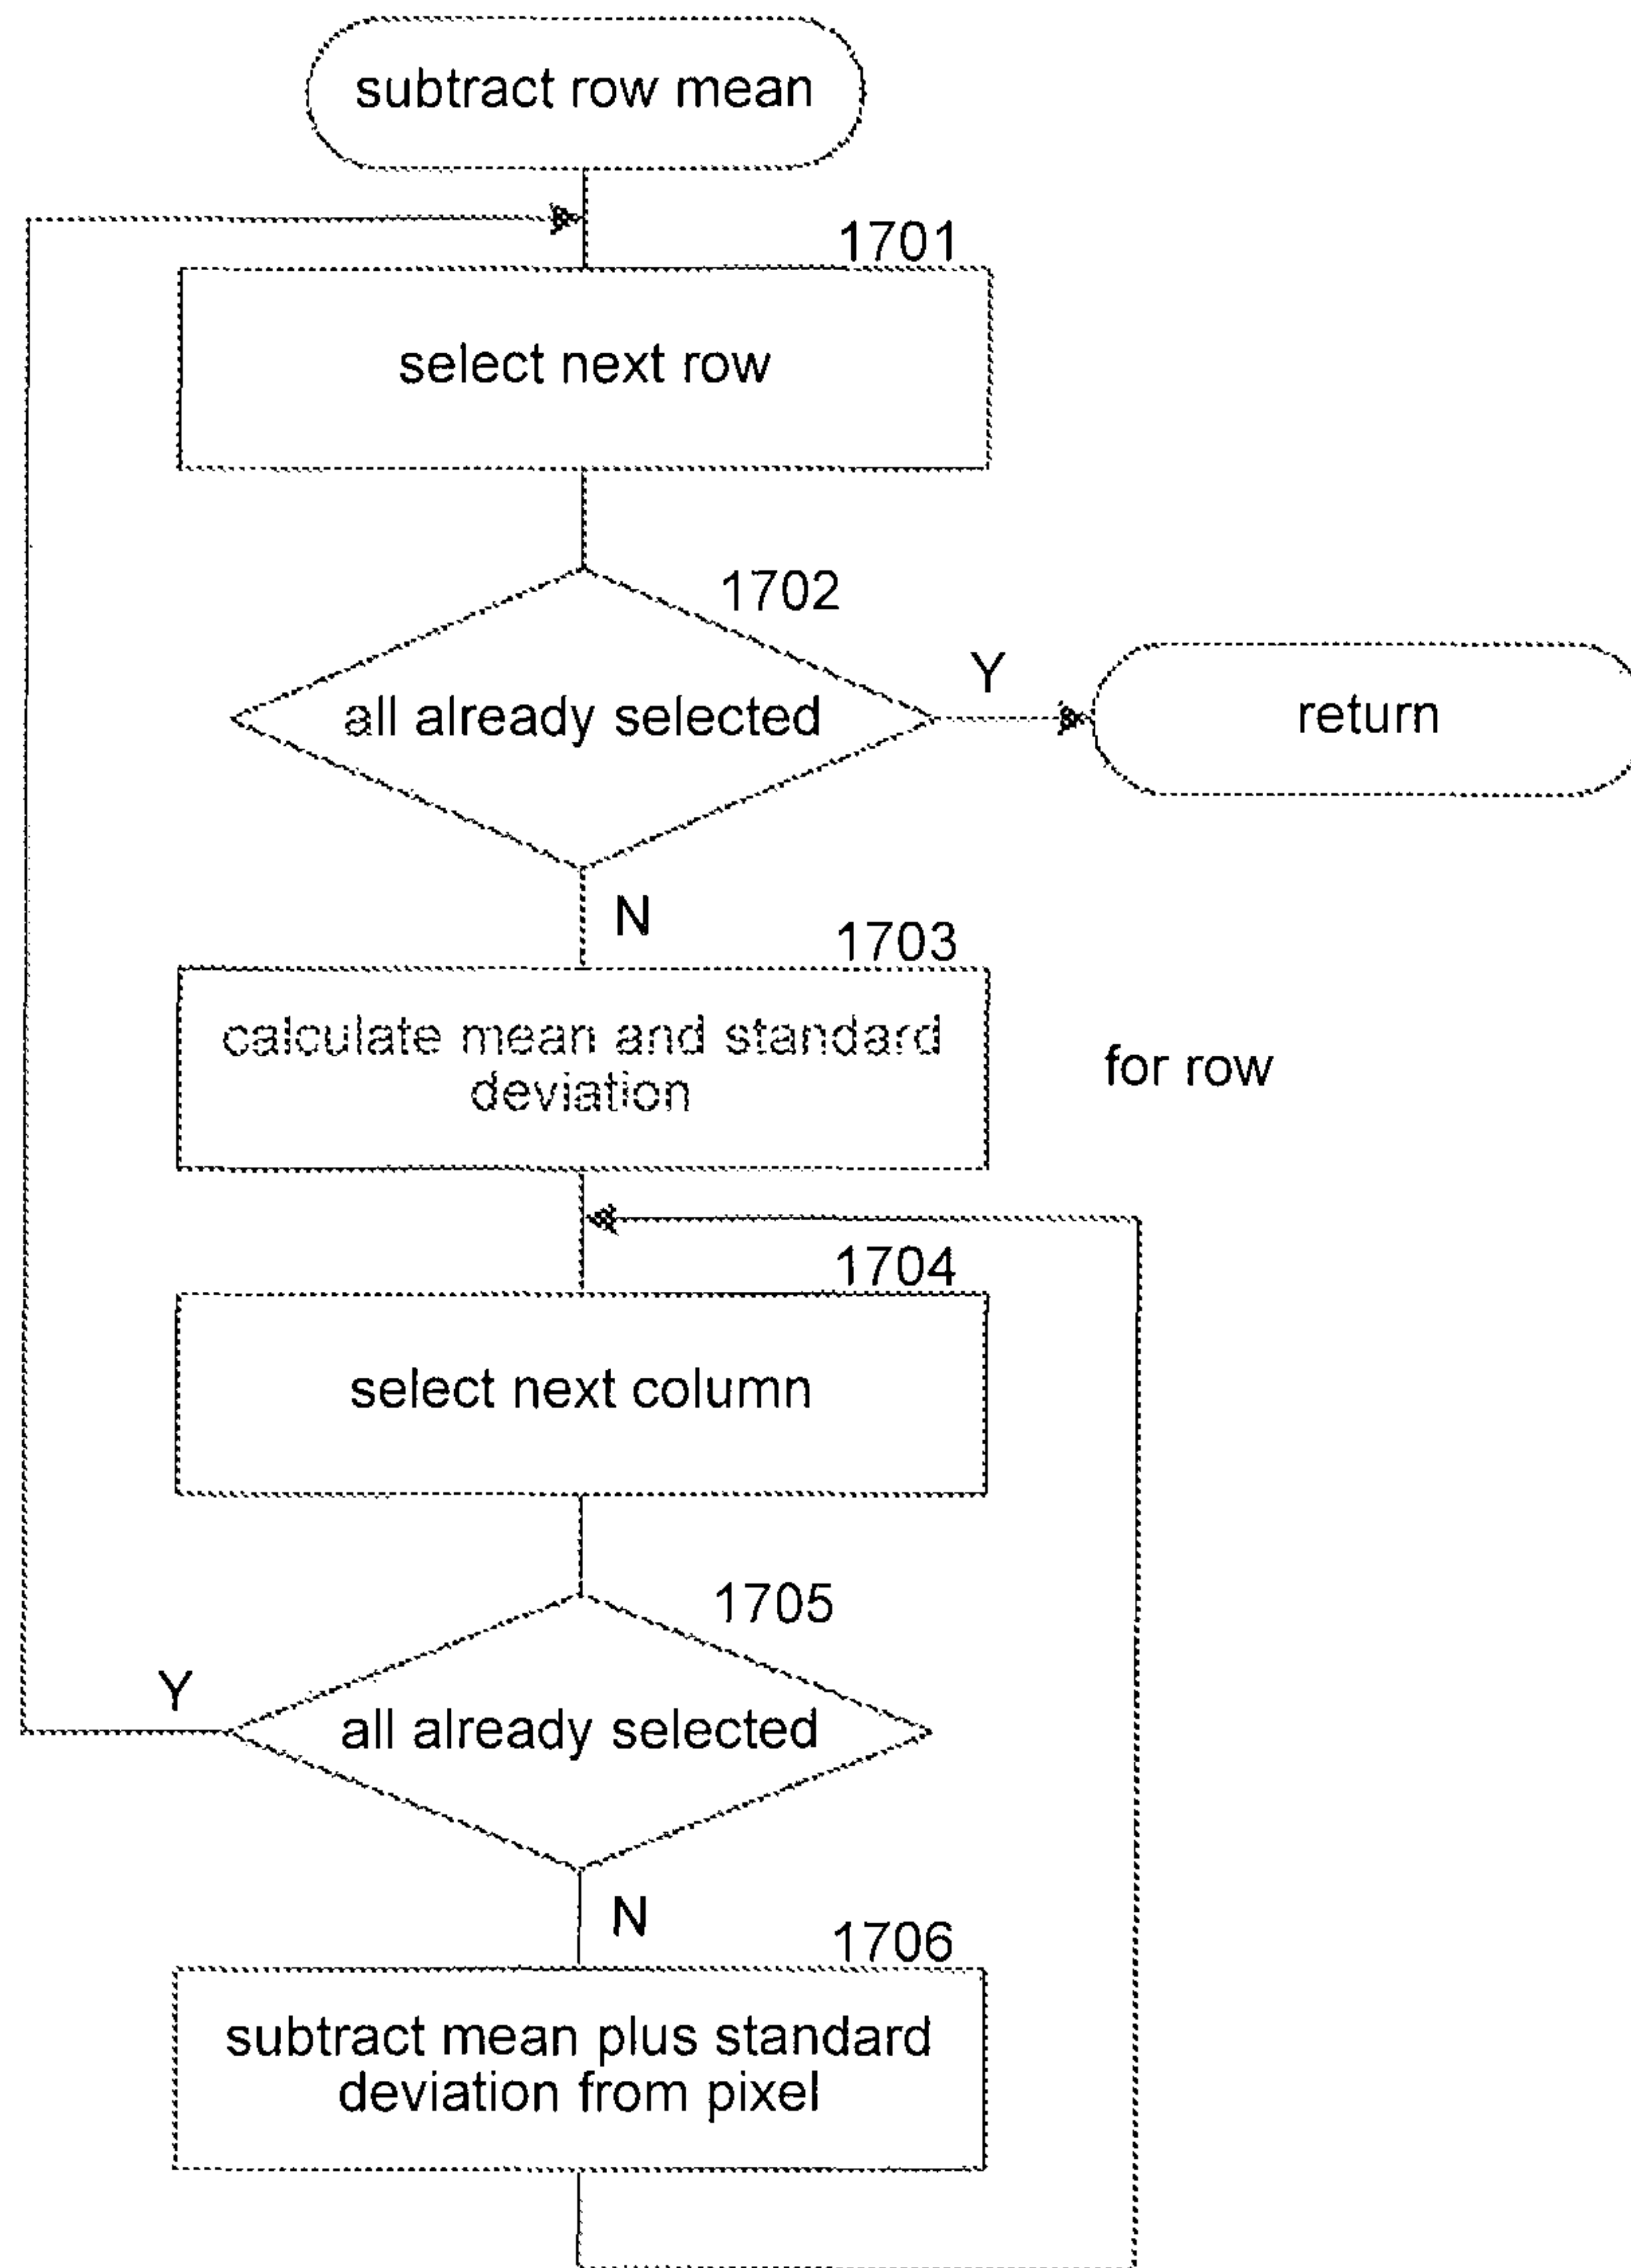 subtract row mean
1701
select next row
1702
all already selected
Y
return
N
1703
calculate mean and standard
deviation
for row
1704
select next column
1705
Y
all already selected
N
1706
subtract mean plus standard
deviation from pixel